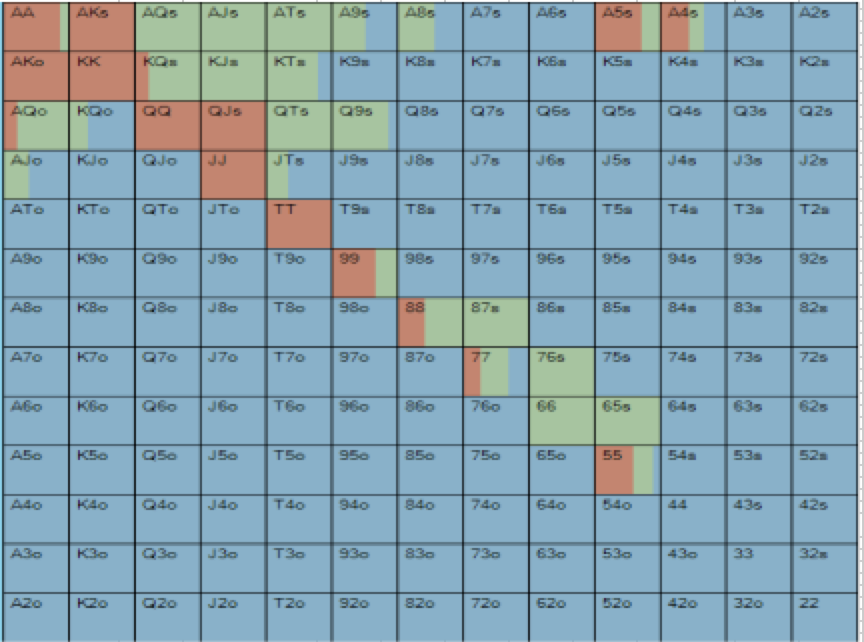 AA AKs AQs AJs ATs A9s A8s A7s A6s A5s A4s A3s A2s
AKo KK KQs KJs KTs K9s K8s K7s K6s K5s K4s K3s K2s
AQo KQo QQ QJs QTs Q9s Q8s Q7s Q6s Q5s Q4s Q3s Q2s
AJo KJo QJo JJ JTs J9s J8s J7s J6s J5s J4s J3s J2s
ATo KTo QTo JTo TT T9s T8s T7s T6s T5s T4s T3s T2s
A9o K9o Q9o J9o T9o 99 98s 97s 96s 95s 94s 93s 92s
A8o K8o Q8o J8o T8o 98o 88 87s 86s 85s 84s 83s 82s
A7o K7o Q7o J7o T7o 97o 87o 77 76s 75s 74s 73s 72s
A6o K6o Q6o J6o T6o 96o 86o 76o 66 65s 64s 63s 62s
A5o K5o Q5o J5o T5o 95o 85o 75o 65o 55 54s 53s 52s
A4o K4o Q4o J4o T4o 94o 84o 74o 64o 54o 44 43s 42s
A3o K3o Q3o J3o T3o 93o 83o 73o 63o 53o 43o 33 32s
A2o K2o Q2o J2o T2o 92o 82o 72o 62o 52o 42o 32o 22